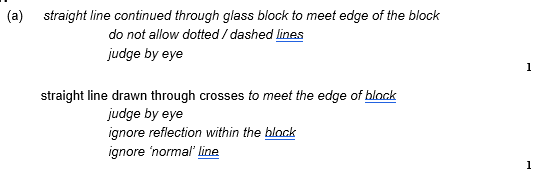 (a) straight line continued through glass block to meet edge of the block
do not allow dotted / dashed lines
judge by eye
1
straight line drawn through crosses to meet the edge of block
judge by eye
ignore reflection within the block
ignore 'normal' line
1